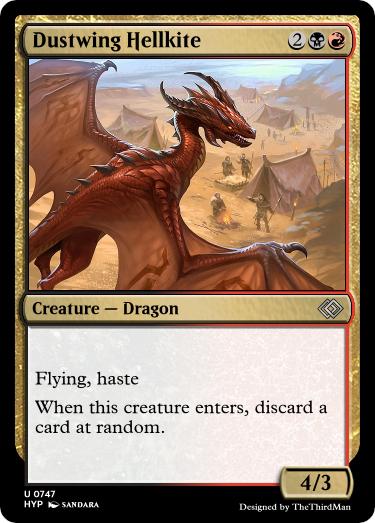 Dustwing Hellkite 2
Creature — Dragon
Flying, haste
When this creature enters, discard a
card at random.
4/3
U 0747
HYP SANDARA
Designed by TheThirdMan